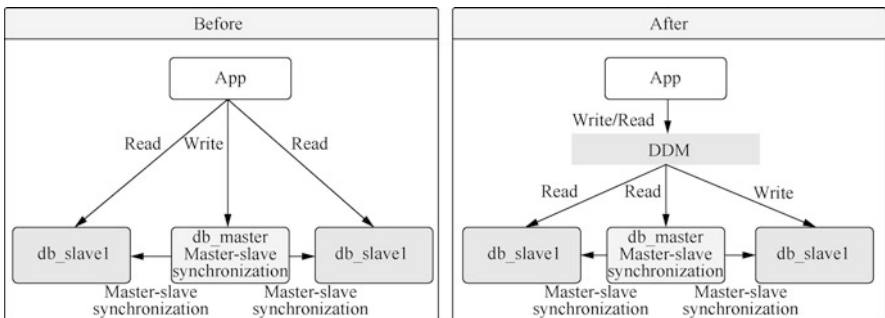 Before
App
Read
Write
Read
db_slave1
db_master
Master-slave
synchronization
db_slave1
Master-slave
synchronization
Master-slave
synchronization
After
App
Write/Read
DDM
Read
Read
Write
db_slave1
db_master
Master-slave
synchronization
db_slave1
Master-slave
synchronization
Master-slave
synchronization